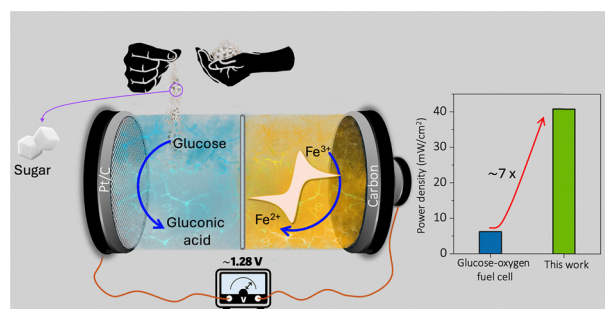 Sugar
Pt/C
Glucose
Gluconic
acid
Fe³⁺
Fe²⁺
Carbon
~1.28 V
V
Power density (mW/cm²)
40
30
20
10
0
~7 x
Glucose-oxygen
fuel cell
This work